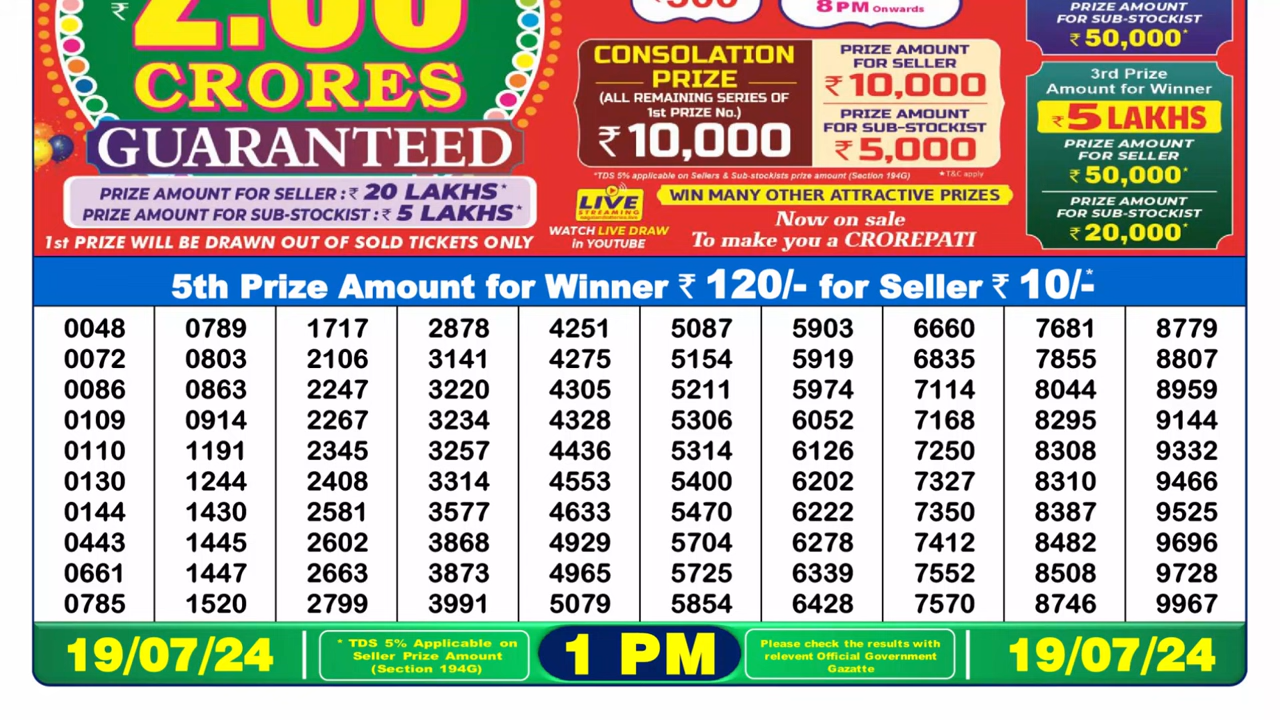 ₹ 2.00
CRORES
GUARANTEED
PRIZE AMOUNT FOR SELLER : ₹ 20 LAKHS*
PRIZE AMOUNT FOR SUB-STOCKIST : ₹ 5 LAKHS*
1st PRIZE WILL BE DRAWN OUT OF SOLD TICKETS ONLY
8 PM Onwards
CONSOLATION
PRIZE
(ALL REMAINING SERIES OF
1st PRIZE No.)
₹ 10,000
PRIZE AMOUNT
FOR SELLER
₹ 10,000
PRIZE AMOUNT
FOR SUB-STOCKIST
₹ 5,000
*TDS 5% applicable on Sellers & Sub-stockists prize amount (Section 194G)
★T&C apply
LIVE
STREAMING
WATCH LIVE DRAW
in YOUTUBE
WIN MANY OTHER ATTRACTIVE PRIZES
Now on sale
To make you a CROREPATI
PRIZE AMOUNT
FOR SUB-STOCKIST
₹ 50,000*
3rd Prize
Amount for Winner
₹ 5 LAKHS
PRIZE AMOUNT
FOR SELLER
₹ 50,000*
PRIZE AMOUNT
FOR SUB-STOCKIST
₹ 20,000*
5th Prize Amount for Winner ₹ 120/- for Seller ₹ 10/-*
0048 0789 1717 2878 4251 5087 5903 6660 7681 8779
0072 0803 2106 3141 4275 5154 5919 6835 7855 8807
0086 0863 2247 3220 4305 5211 5974 7114 8044 8959
0109 0914 2267 3234 4328 5306 6052 7168 8295 9144
0110 1191 2345 3257 4436 5314 6126 7250 8308 9332
0130 1244 2408 3314 4553 5400 6202 7327 8310 9466
0144 1430 2581 3577 4633 5470 6222 7350 8387 9525
0443 1445 2602 3868 4929 5704 6278 7412 8482 9696
0661 1447 2663 3873 4965 5725 6339 7552 8508 9728
0785 1520 2799 3991 5079 5854 6428 7570 8746 9967
19/07/24
* TDS 5% Applicable on
Seller Prize Amount
(Section 194G)
1 PM
Please check the results with
relevent Official Government
Gazatte
19/07/24